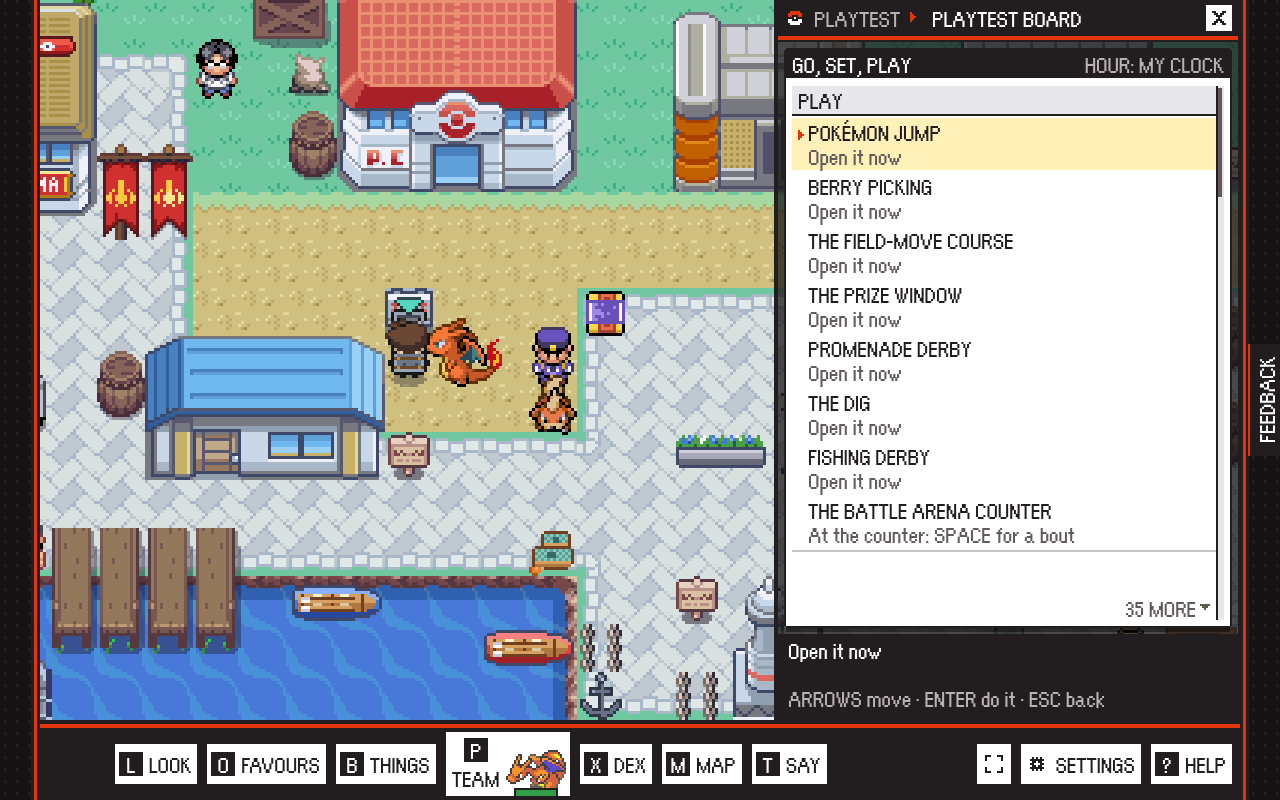 PLAYTEST PLAYTEST BOARD X
GO, SET, PLAY HOUR: MY CLOCK
PLAY
POKÉMON JUMP
Open it now
BERRY PICKING
Open it now
THE FIELD-MOVE COURSE
Open it now
THE PRIZE WINDOW
Open it now
PROMENADE DERBY
Open it now
THE DIG
Open it now
FISHING DERBY
Open it now
THE BATTLE ARENA COUNTER
At the counter: SPACE for a bout
35 MORE
Open it now
ARROWS move · ENTER do it · ESC back
P.C
MA
FEEDBACK
L LOOK
O FAVOURS
B THINGS
P TEAM
X DEX
M MAP
T SAY
SETTINGS
? HELP